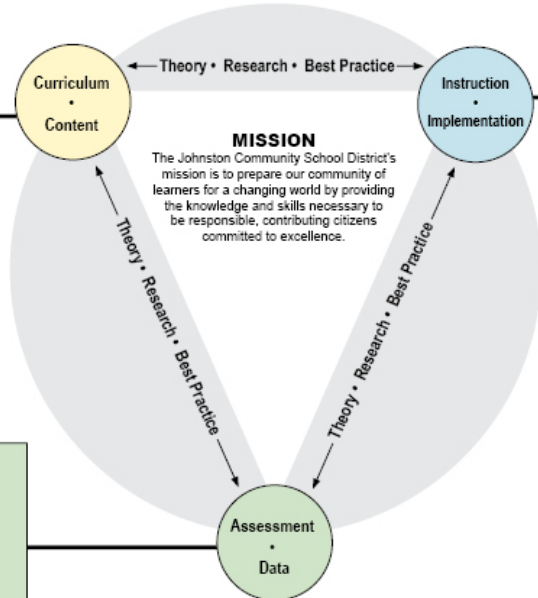 Theory • Research • Best Practice
Curriculum
•
Content
Instruction
•
Implementation
MISSION
The Johnston Community School District's
mission is to prepare our community of
learners for a changing world by providing
the knowledge and skills necessary to
be responsible, contributing citizens
committed to excellence.
Theory • Research • Best Practice
Theory • Research • Best Practice
Assessment
•
Data